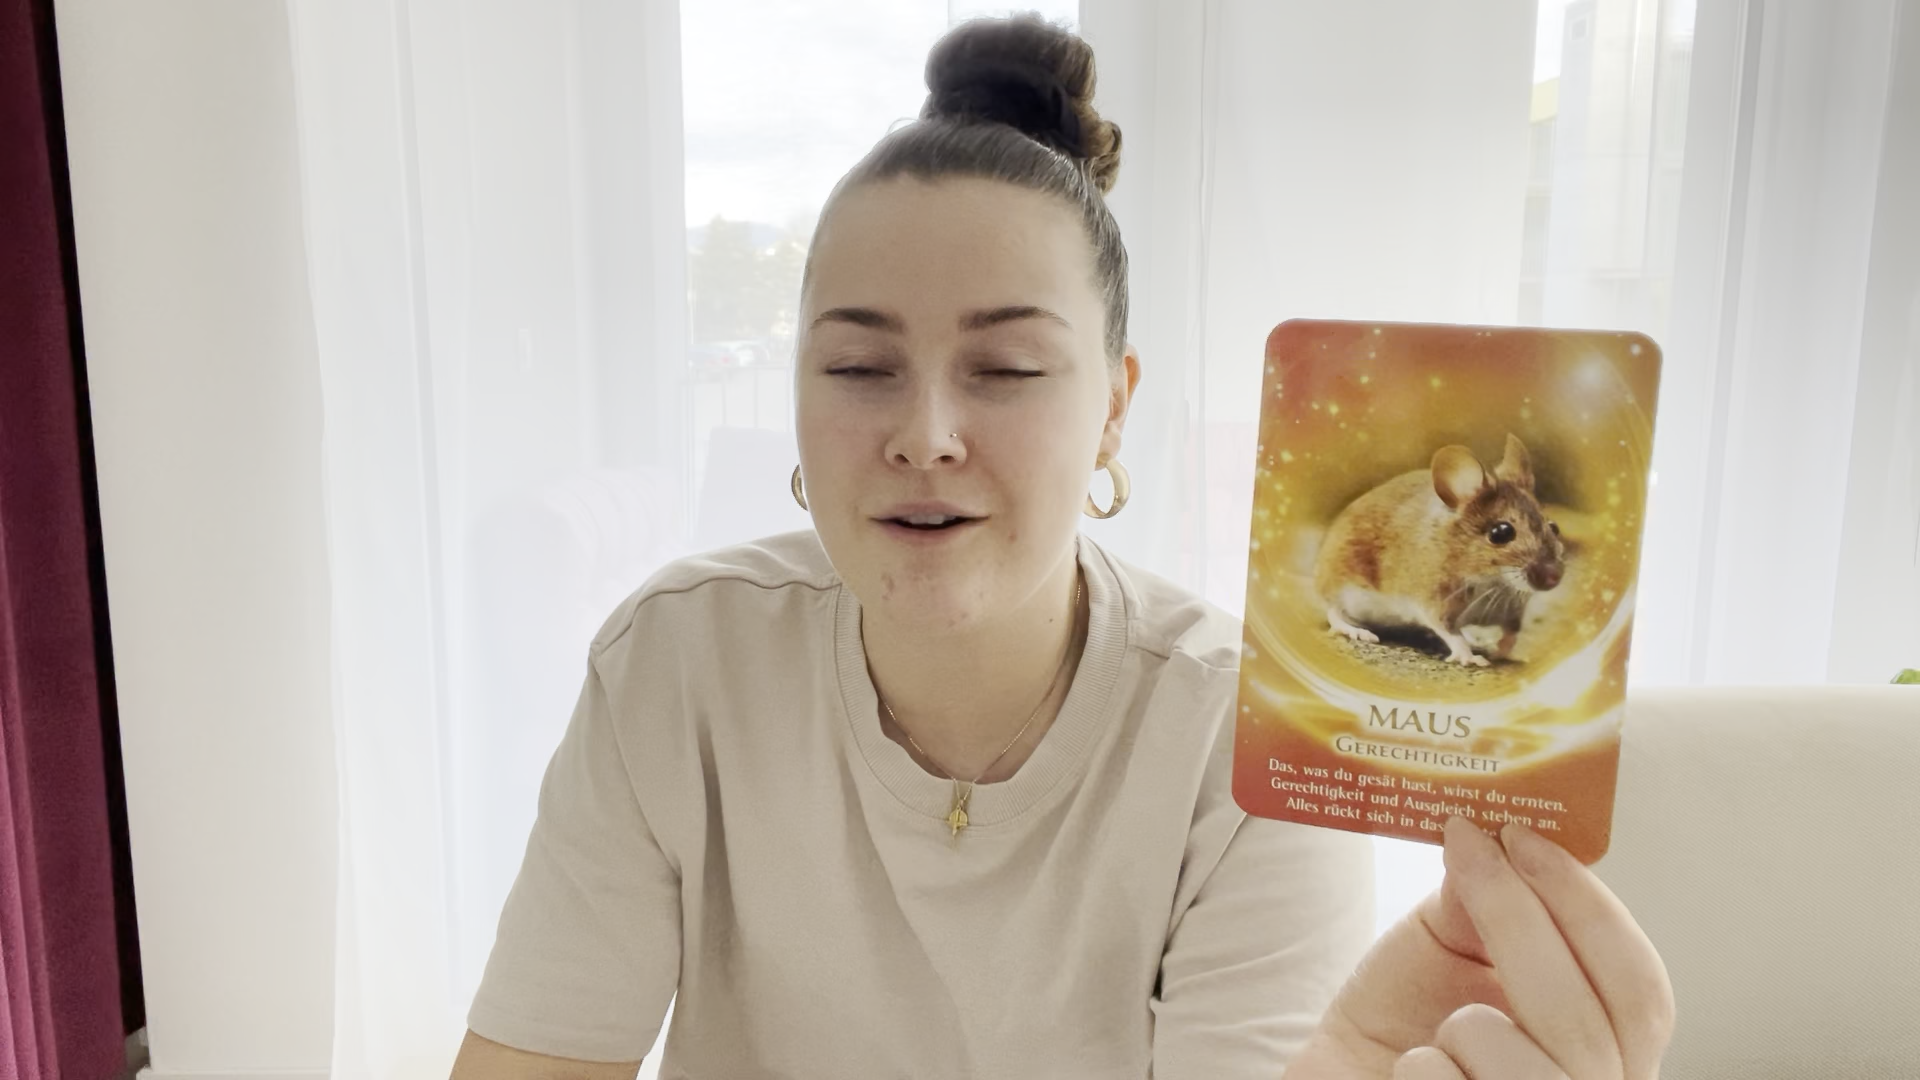 MAUS
GERECHTIGKEIT
Das, was du gesät hast, wirst du ernten.
Gerechtigkeit und Ausgleich stehen an.
Alles rückt sich in das